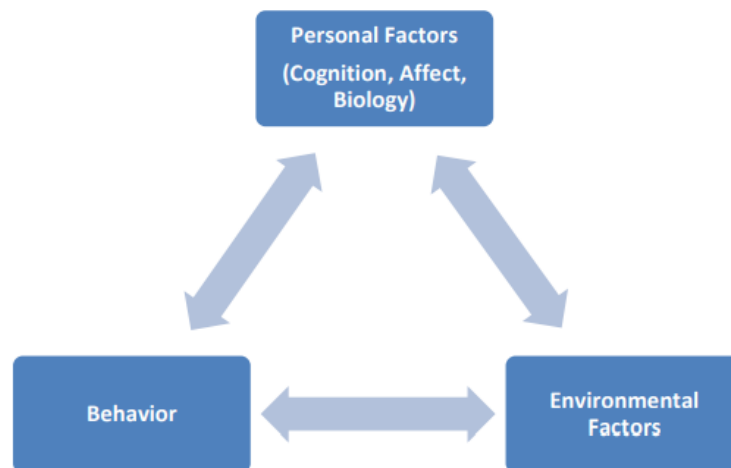 Personal Factors
(Cognition, Affect,
Biology)
Behavior
Environmental
Factors